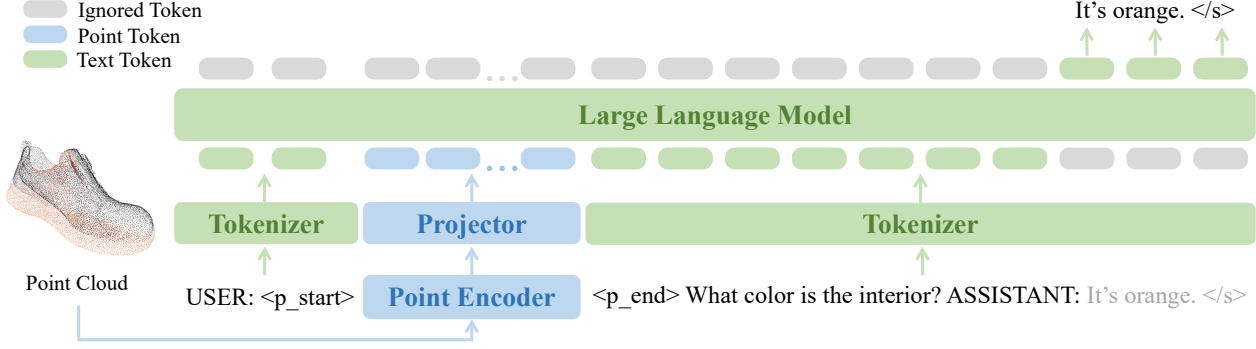 Ignored Token
Point Token
Text Token
It's orange. </s>
Large Language Model
Tokenizer
Projector
Tokenizer
Point Cloud
USER: <p_start>
Point Encoder
<p_end> What color is the interior? ASSISTANT: It's orange. </s>